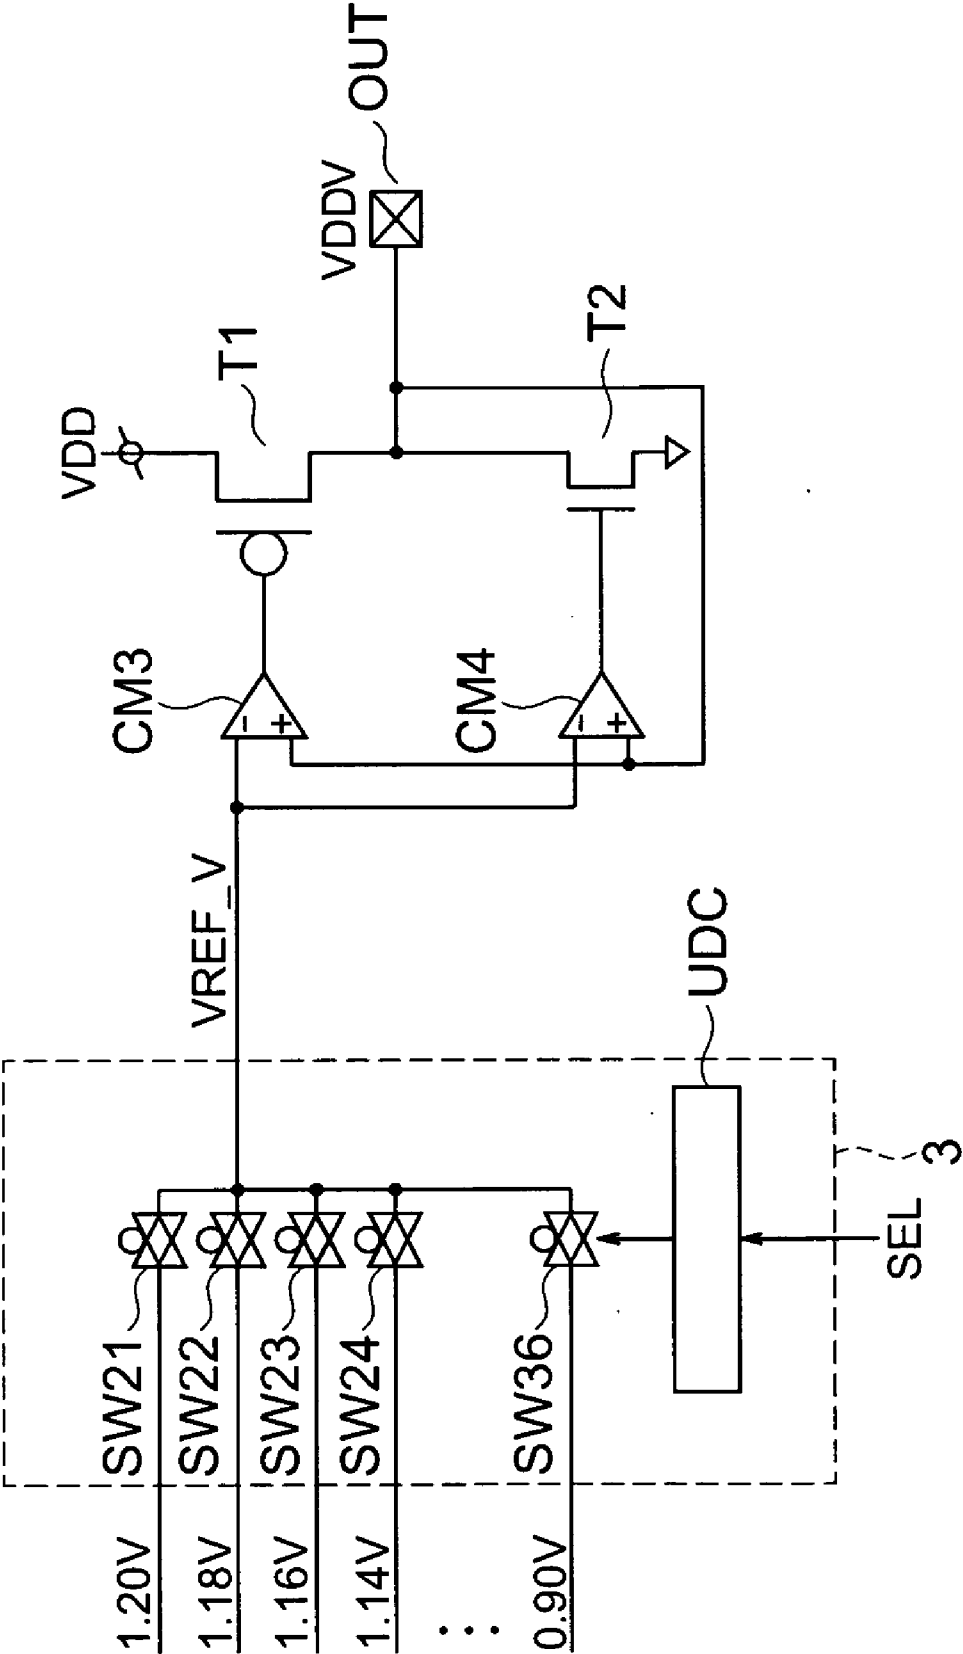 1.20V
1.18V
1.16V
1.14V
0.90V
SW21
SW22
SW23
SW24
SW36
SEL
3
UDC
VREF_V
CM3
CM4
VDD
T1
T2
VDDV
OUT